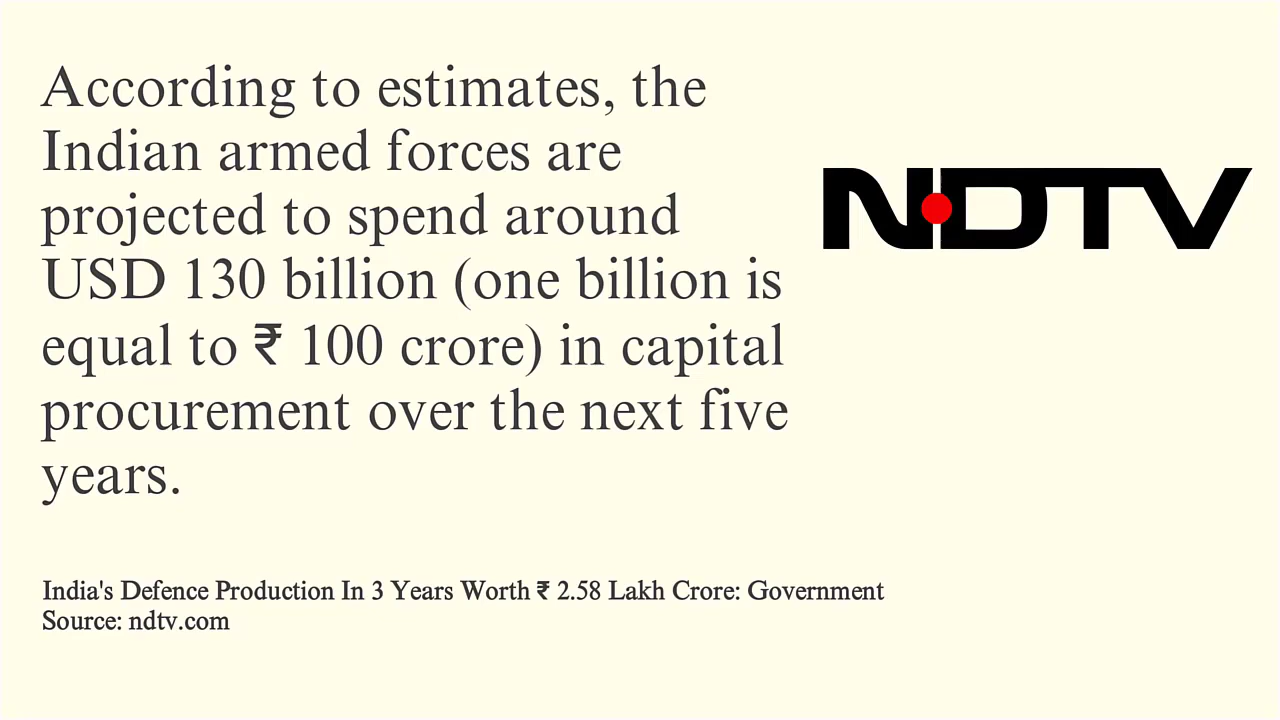 According to estimates, the
Indian armed forces are
projected to spend around
USD 130 billion (one billion is
equal to ₹ 100 crore) in capital
procurement over the next five
years.
NDTV
India's Defence Production In 3 Years Worth ₹ 2.58 Lakh Crore: Government
Source: ndtv.com